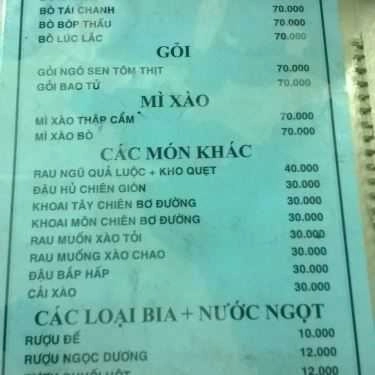 BÒ TÁI CHANH 70.000
BÒ BÓP THẤU 70.000
BÒ LÚC LẮC 70.000
GỎI
GỎI NGÓ SEN TÔM THỊT 70.000
GỎI BAO TỬ 70.000
MÌ XÀO
MÌ XÀO THẬP CẨM 70.000
MÌ XÀO BÒ 70.000
CÁC MÓN KHÁC
RAU NGŨ QUẢ LUỘC + KHO QUẸT 40.000
ĐẬU HỦ CHIÊN GIÒN 30.000
KHOAI TÂY CHIÊN BƠ ĐƯỜNG 30.000
KHOAI MÔN CHIÊN BƠ ĐƯỜNG 30.000
RAU MUỐN XÀO TỎI 30.000
RAU MUỐNG XÀO CHAO 30.000
ĐẬU BẮP HẤP 30.000
CẢI XÀO 30.000
CÁC LOẠI BIA + NƯỚC NGỌT
RƯỢU ĐẾ 10.000
RƯỢU NGỌC DƯƠNG 12.000
12.000